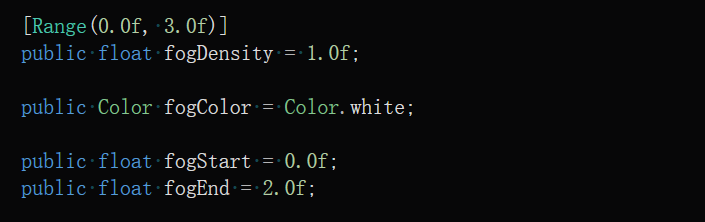 [Range(0.0f, 3.0f)]
public float fogDensity = 1.0f;
public Color fogColor = Color.white;
public float fogStart = 0.0f;
public float fogEnd = 2.0f;